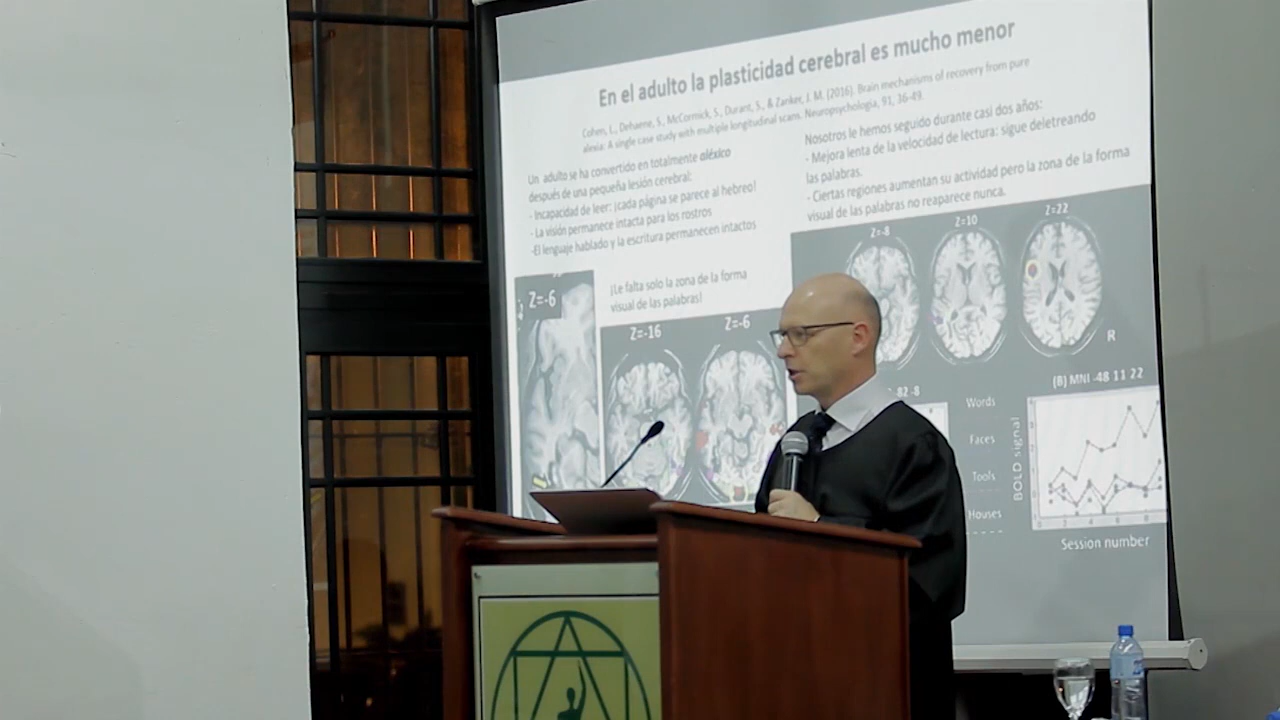 En el adulto la plasticidad cerebral es mucho menor
Cohen, L., Dehaene, S., McCormick, S., Durant, S., & Zanker, J. M. (2016). Brain mechanisms of recovery from pure
alexia: A single case study with multiple longitudinal scans. Neuropsychologia, 91, 36-49.
Un adulto se ha convertido en totalmente aléxico
después de una pequeña lesión cerebral:
- Incapacidad de leer: ¡cada página se parece al hebreo!
- La visión permanece intacta para los rostros
-El lenguaje hablado y la escritura permanecen intactos
¡Le falta solo la zona de la forma
visual de las palabras!
Z=-6
Z=-16
Z=-6
Nosotros le hemos seguido durante casi dos años:
- Mejora lenta de la velocidad de lectura: sigue deletreando
las palabras.
- Ciertas regiones aumentan su actividad pero la zona de la forma
visual de las palabras no reaparece nunca.
Z=-8
Z=10
Z=22
R
82 -8
Words
Faces
Tools
Houses
(B) MNI -48 11 22
BOLD signal
Session number